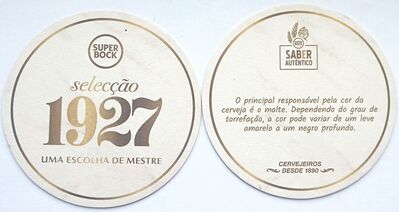 SUPER
BOCK
selecção
1927
UMA ESCOLHA DE MESTRE
SABER
AUTÊNTICO
O principal responsável pela cor da
cerveja é o malte. Dependendo do grau de
torrefação, a cor pode variar de um leve
amarelo a um negro profundo.
CERVEJEIROS
DESDE 1890